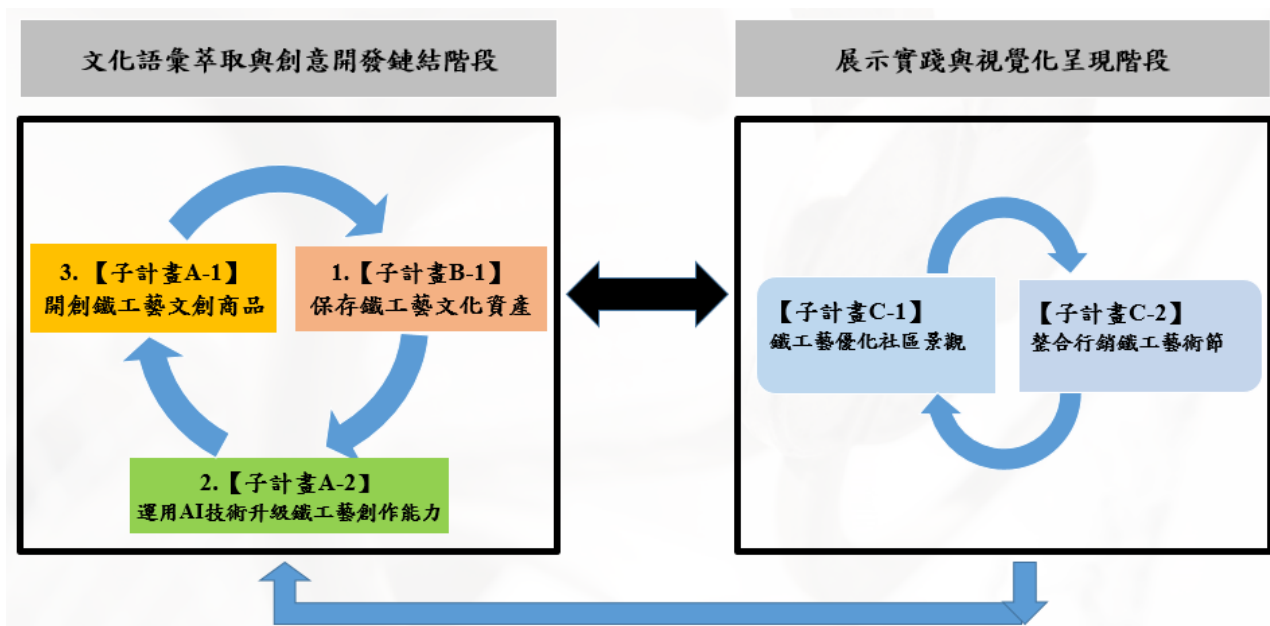 文化語彙萃取與創意開發鏈結階段
展示實踐與視覺化呈現階段
3.【子計畫A-1】
開創鐵工藝文創商品
1.【子計畫B-1】
保存鐵工藝文化資產
2.【子計畫A-2】
運用AI技術升級鐵工藝創作能力
【子計畫C-1】
鐵工藝優化社區景觀
【子計畫C-2】
整合行銷鐵工藝術節